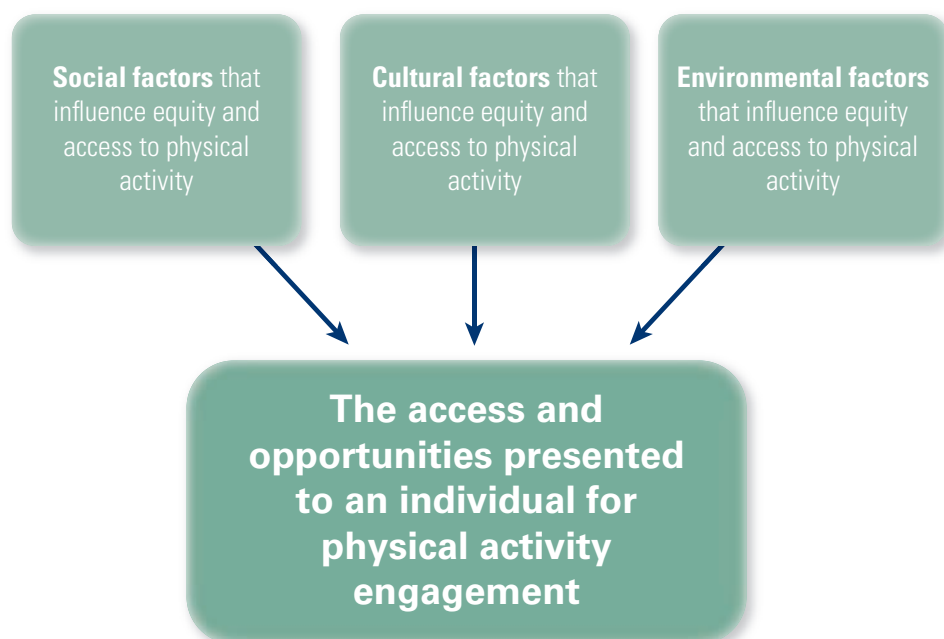 Social factors that
influence equity and
access to physical
activity
Cultural factors that
influence equity and
access to physical
activity
Environmental factors
that influence equity
and access to physical
activity
The access and
opportunities presented
to an individual for
physical activity
engagement